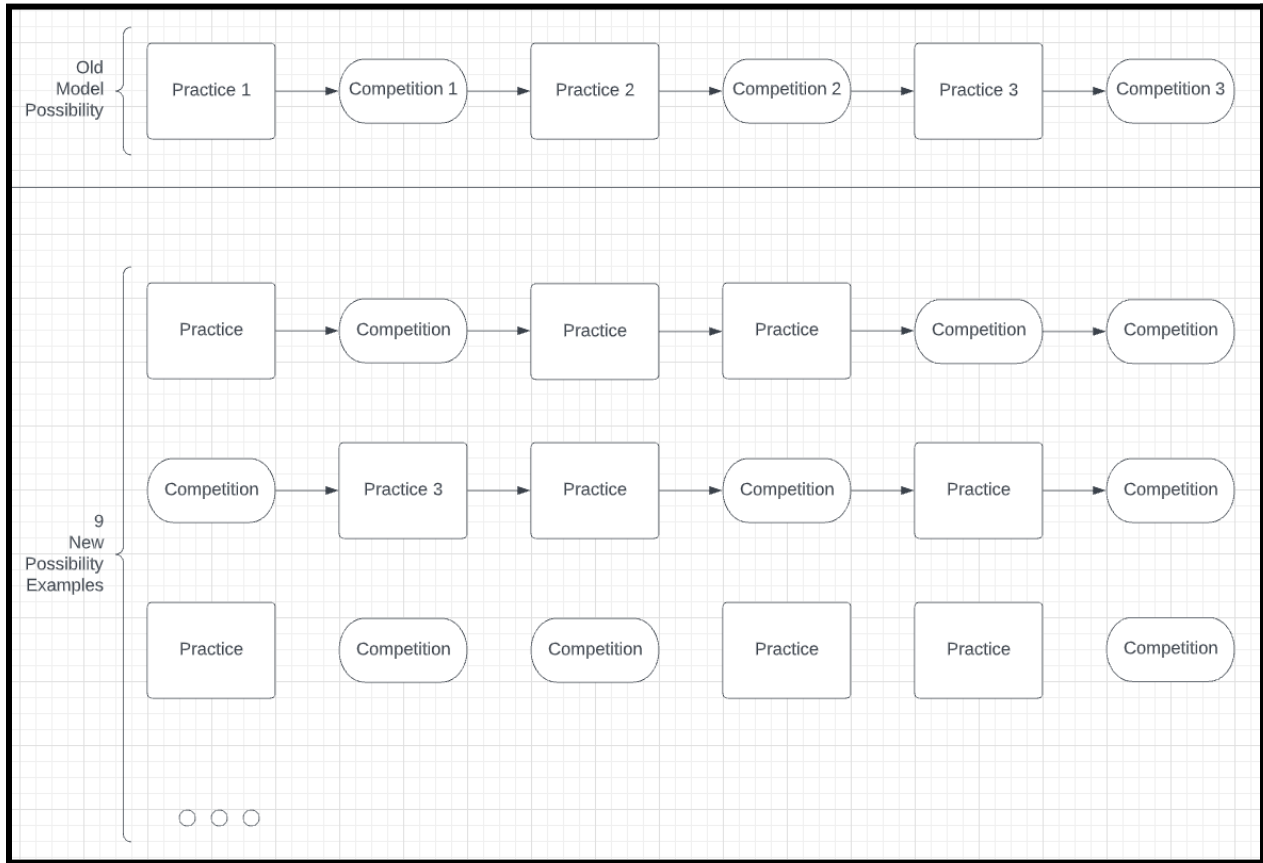 Old
Model
Possibility
Practice 1
Competition 1
Practice 2
Competition 2
Practice 3
Competition 3
9
New
Possibility
Examples
Practice
Competition
Practice
Practice
Competition
Competition
Competition
Practice 3
Practice
Competition
Practice
Competition
Practice
Competition
Competition
Practice
Practice
Competition